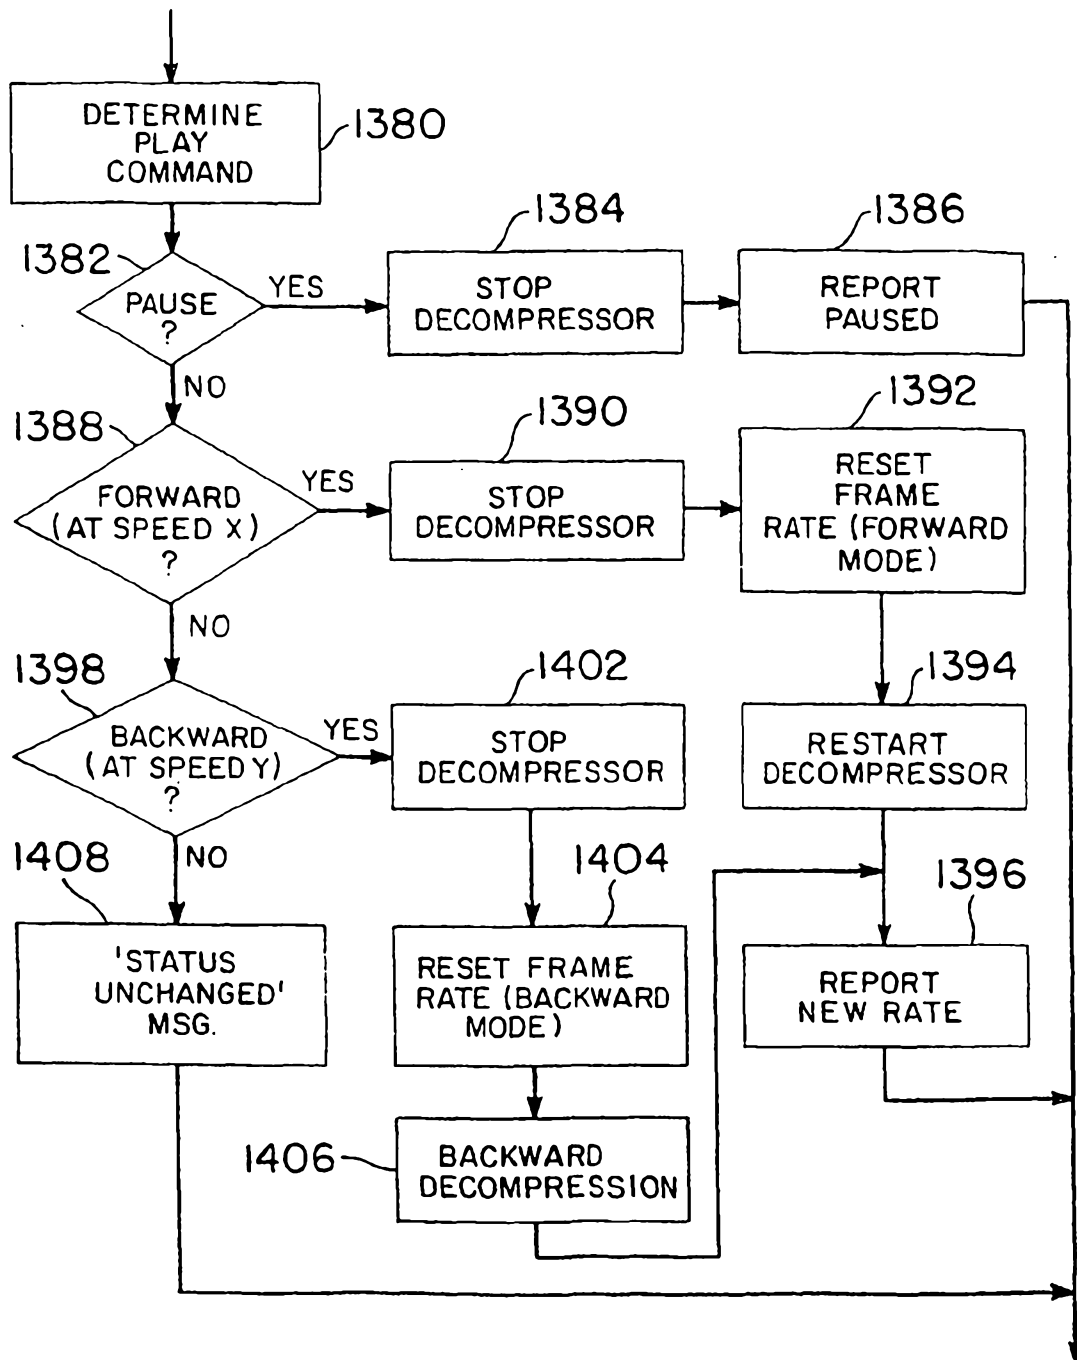 DETERMINE
PLAY
COMMAND
1380
1382
PAUSE
?
YES
NO
1384
STOP
DECOMPRESSOR
1386
REPORT
PAUSED
1388
FORWARD
(AT SPEED X)
?
YES
NO
1390
STOP
DECOMPRESSOR
1392
RESET
FRAME
RATE (FORWARD
MODE)
1394
RESTART
DECOMPRESSOR
1396
REPORT
NEW RATE
1398
BACKWARD
(AT SPEED Y)
?
YES
NO
1402
STOP
DECOMPRESSOR
1404
RESET FRAME
RATE (BACKWARD
MODE)
1406
BACKWARD
DECOMPRESSION
1408
'STATUS
UNCHANGED'
MSG.